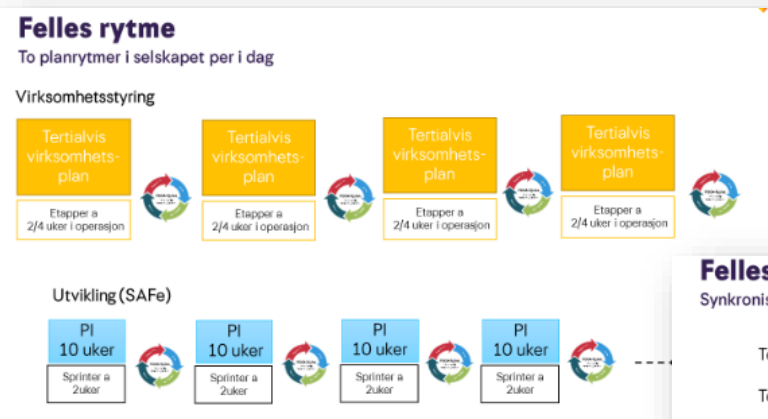 Felles rytme
To planrytmer i selskapet per i dag
Virksomhetsstyring
Tertialvis
virksomhets-
plan
Etapper a
2/4 uker i operasjon
Tertialvis
virksomhets-
plan
Etapper a
2/4 uker i operasjon
Tertialvis
virksomhets-
plan
Etapper a
2/4 uker i operasjon
Tertialvis
virksomhets-
plan
Etapper a
2/4 uker i operasjon
Utvikling (SAFe)
PI
10 uker
Sprinter a
2uker
PI
10 uker
Sprinter a
2uker
PI
10 uker
Sprinter a
2uker
PI
10 uker
Sprinter a
2uker
Felles
Synkronis